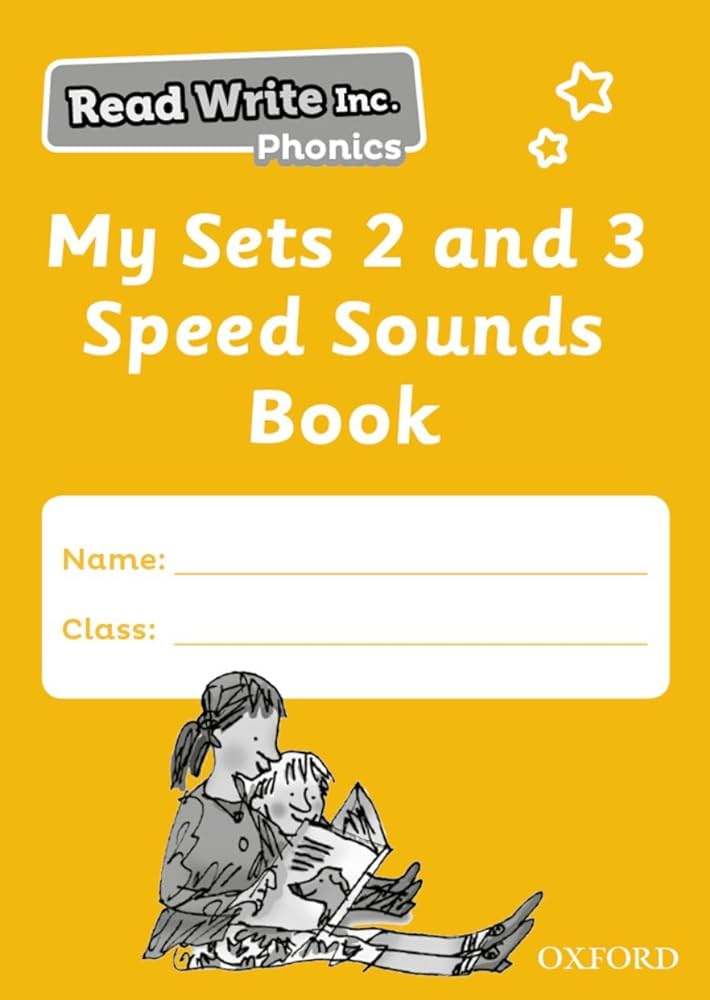 Read Write Inc.
Phonics
My Sets 2 and 3
Speed Sounds
Book
Name:
Class:
OXFORD